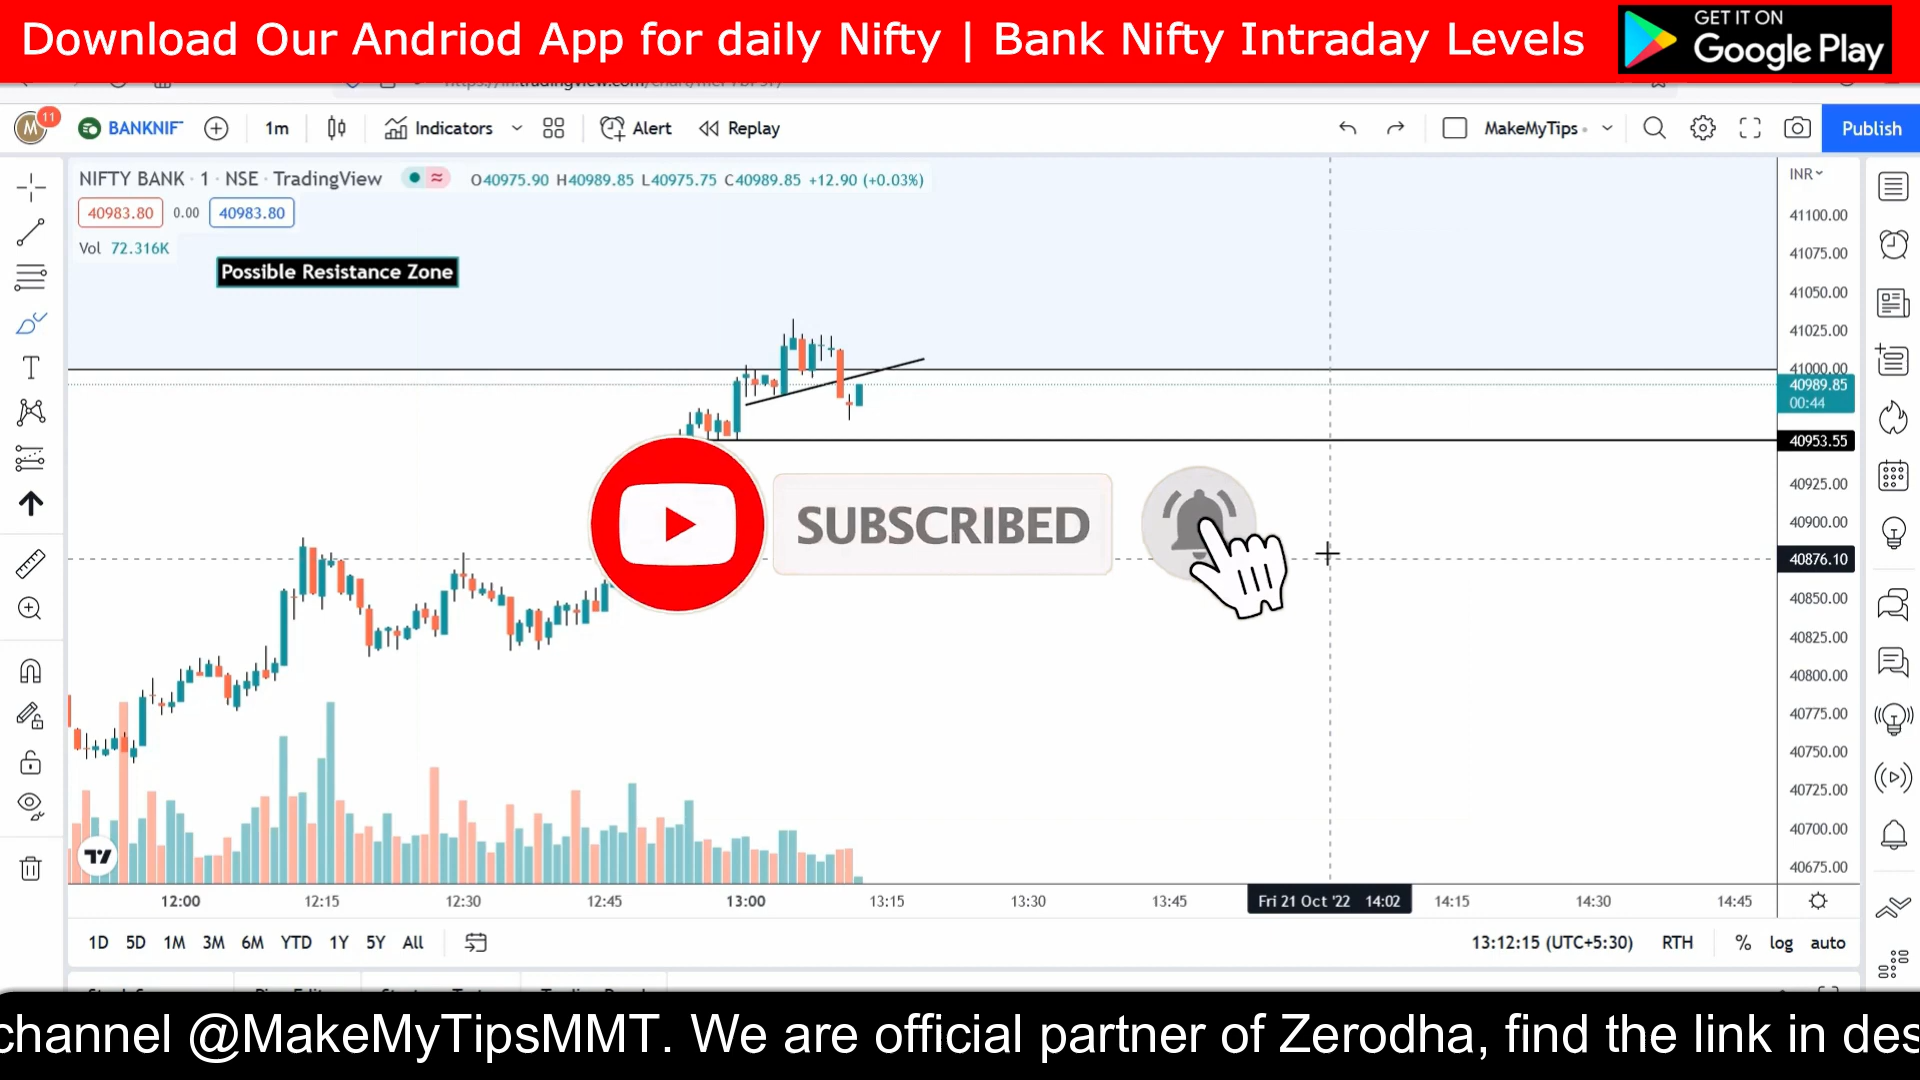 Download Our Andriod App for daily Nifty | Bank Nifty Intraday Levels
GET IT ON
Google Play
M 11 BANKNIF 1m Indicators Alert Replay MakeMyTips Publish
NIFTY BANK · 1 · NSE · TradingView O40975.90 H40989.85 L40975.75 C40989.85 +12.90 (+0.03%)
INR
40983.80 0.00 40983.80
Vol 72.316K
Possible Resistance Zone
41100.00
41075.00
41050.00
41025.00
41000.00
40989.85
00:44
40953.55
40925.00
40900.00
40876.10
40850.00
40825.00
40800.00
40775.00
40750.00
40725.00
40700.00
40675.00
SUBSCRIBED
12:00 12:15 12:30 12:45 13:00 13:15 13:30 13:45 Fri 21 Oct '22 14:02 14:15 14:30 14:45
1D 5D 1M 3M 6M YTD 1Y 5Y All 13:12:15 (UTC+5:30) RTH % log auto
channel @MakeMyTipsMMT. We are official partner of Zerodha, find the link in des